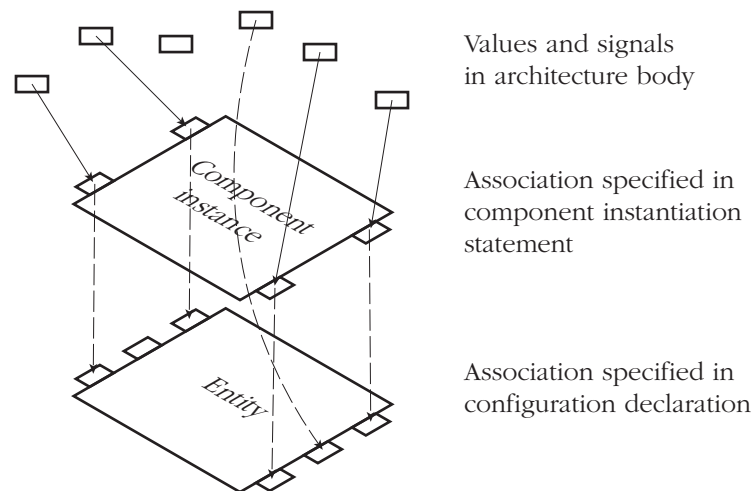 Values and signals
in architecture body
Component
instance
Association specified in
component instantiation
statement
Entity
Association specified in
configuration declaration